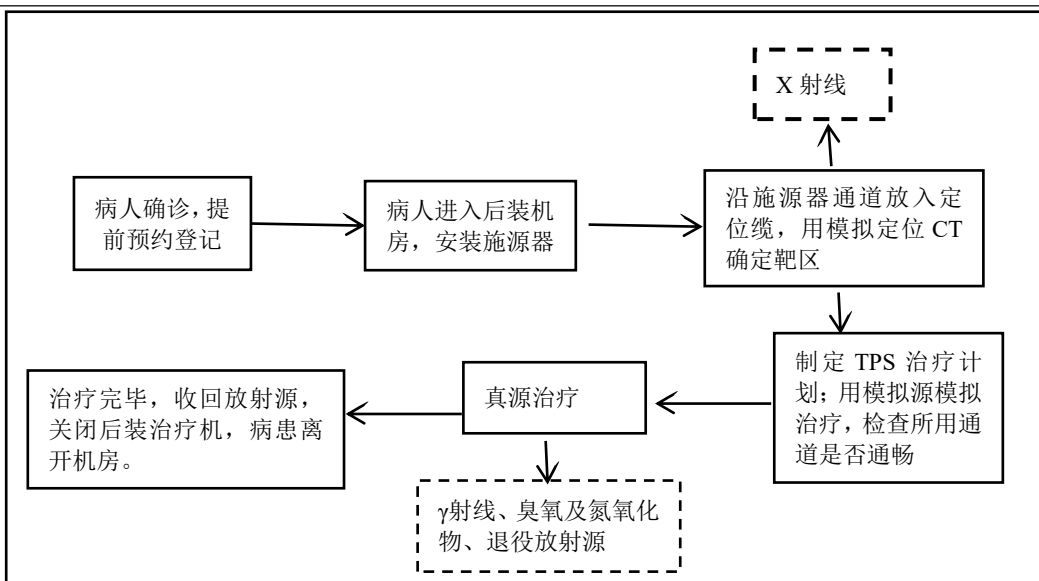 X 射线
病人确诊，提
前预约登记
病人进入后装机
房，安装施源器
沿施源器通道放入定
位缆，用模拟定位 CT
确定靶区
制定 TPS 治疗计
划；用模拟源模拟
治疗，检查所用通
道是否通畅
真源治疗
γ射线、臭氧及氮氧化
物、退役放射源
治疗完毕，收回放射源，
关闭后装治疗机，病患离
开机房。